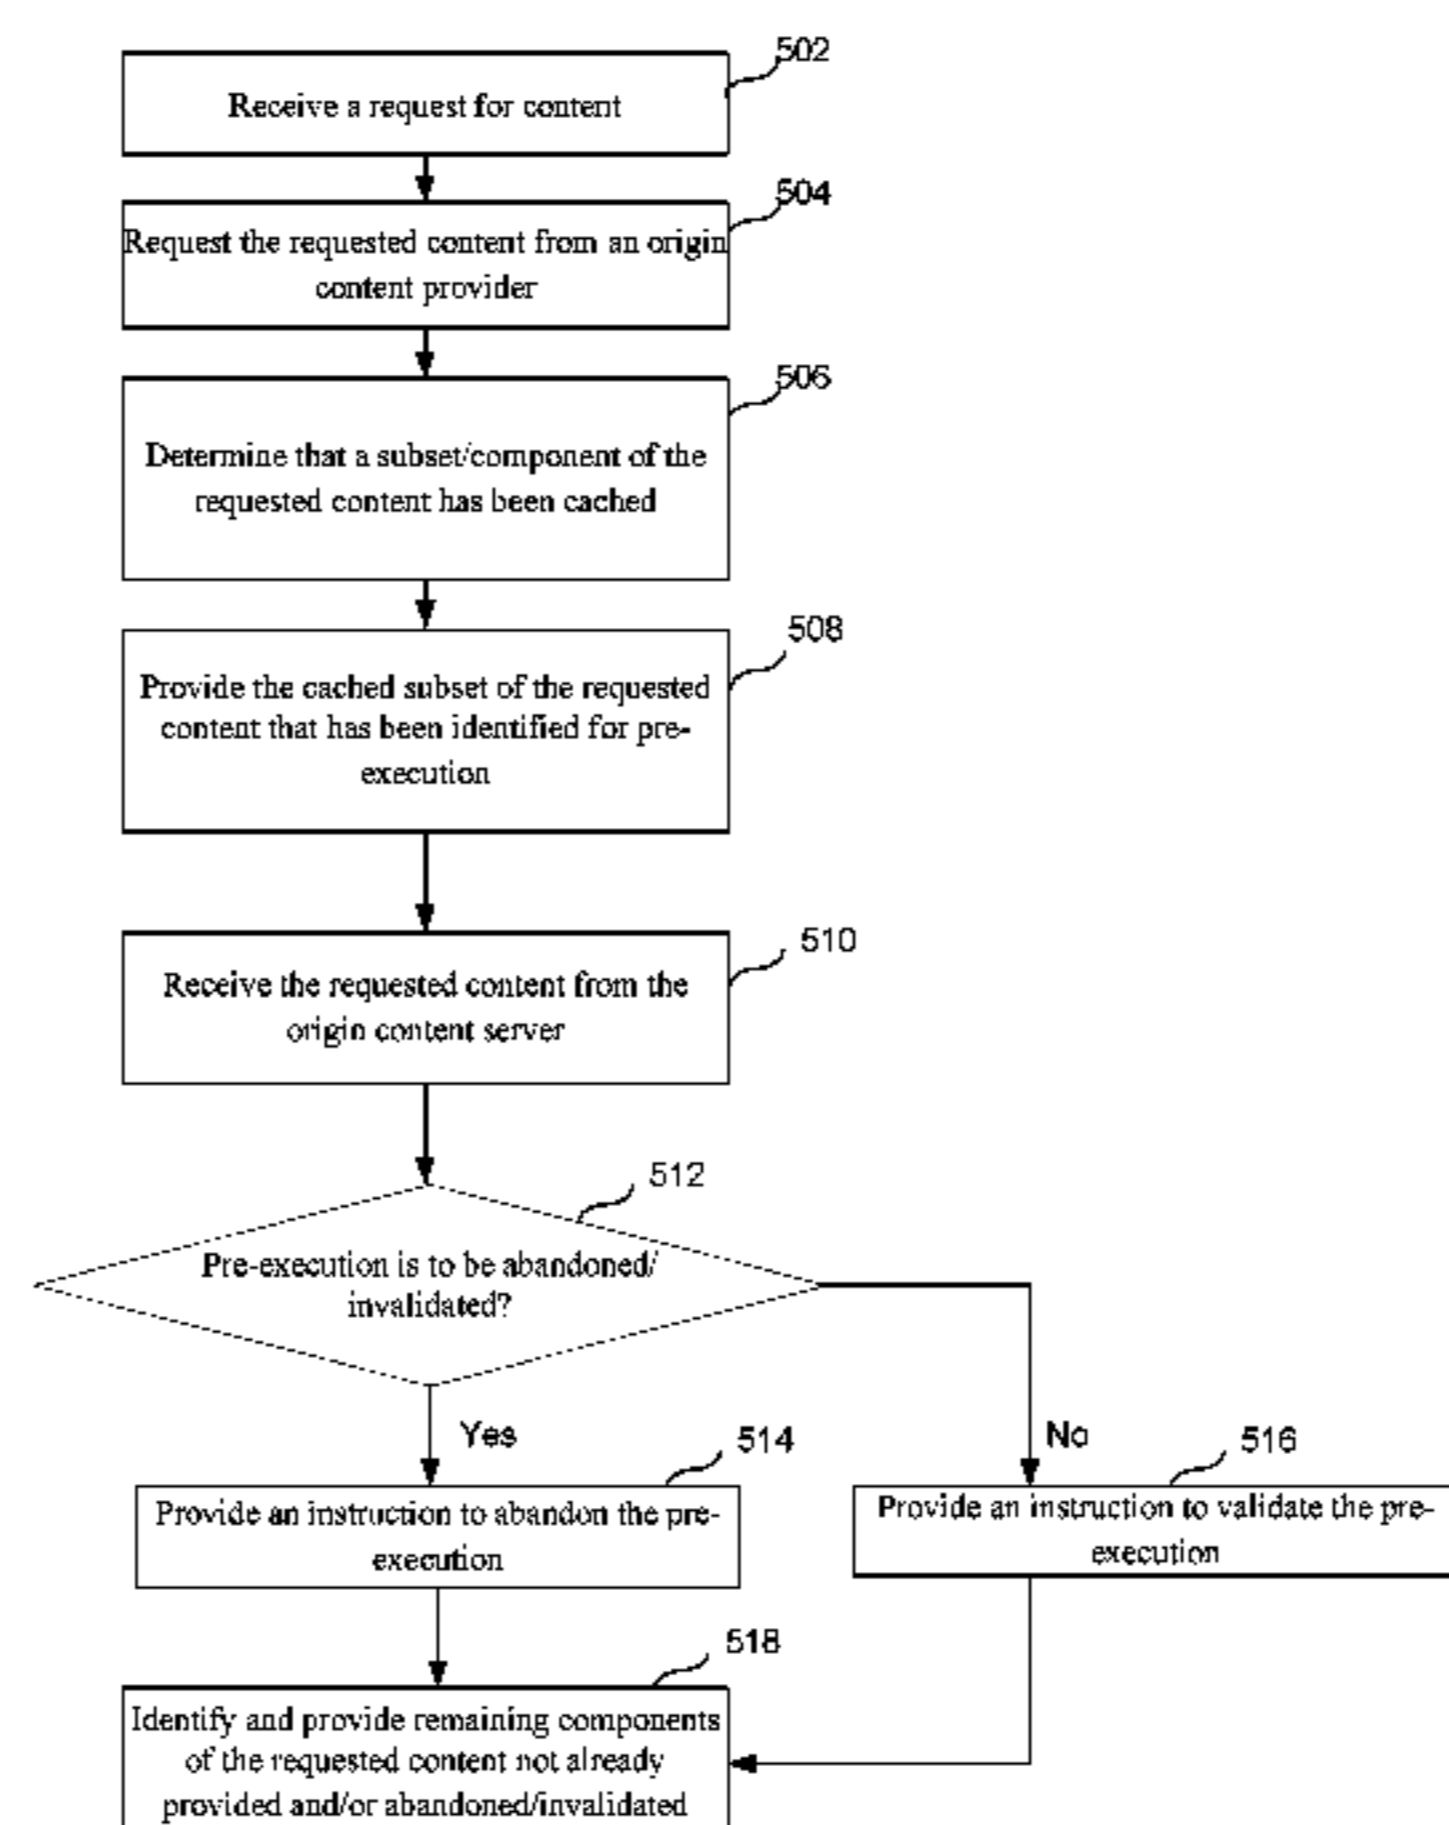 502
Receive a request for content
504
Request the requested content from an origin
content provider
506
Determine that a subset/component of the
requested content has been cached
508
Provide the cached subset of the requested
content that has been identified for pre-
execution
510
Receive the requested content from the
origin content server
512
Pre-execution is to be abandoned/
invalidated?
Yes
No
514
516
Provide an instruction to abandon the pre-
execution
Provide an instruction to validate the pre-
execution
518
Identify and provide remaining components
of the requested content not already
provided and/or abandoned/invalidated